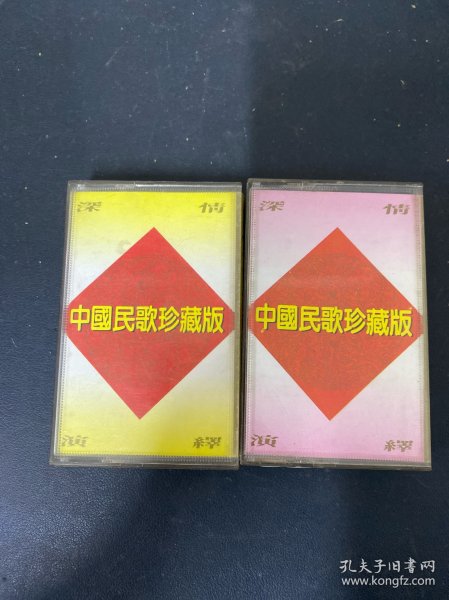 深 情
中國民歌珍藏版
演 繹
深 情
中國民歌珍藏版
演 繹
孔夫子旧书网
www.kongfz.com